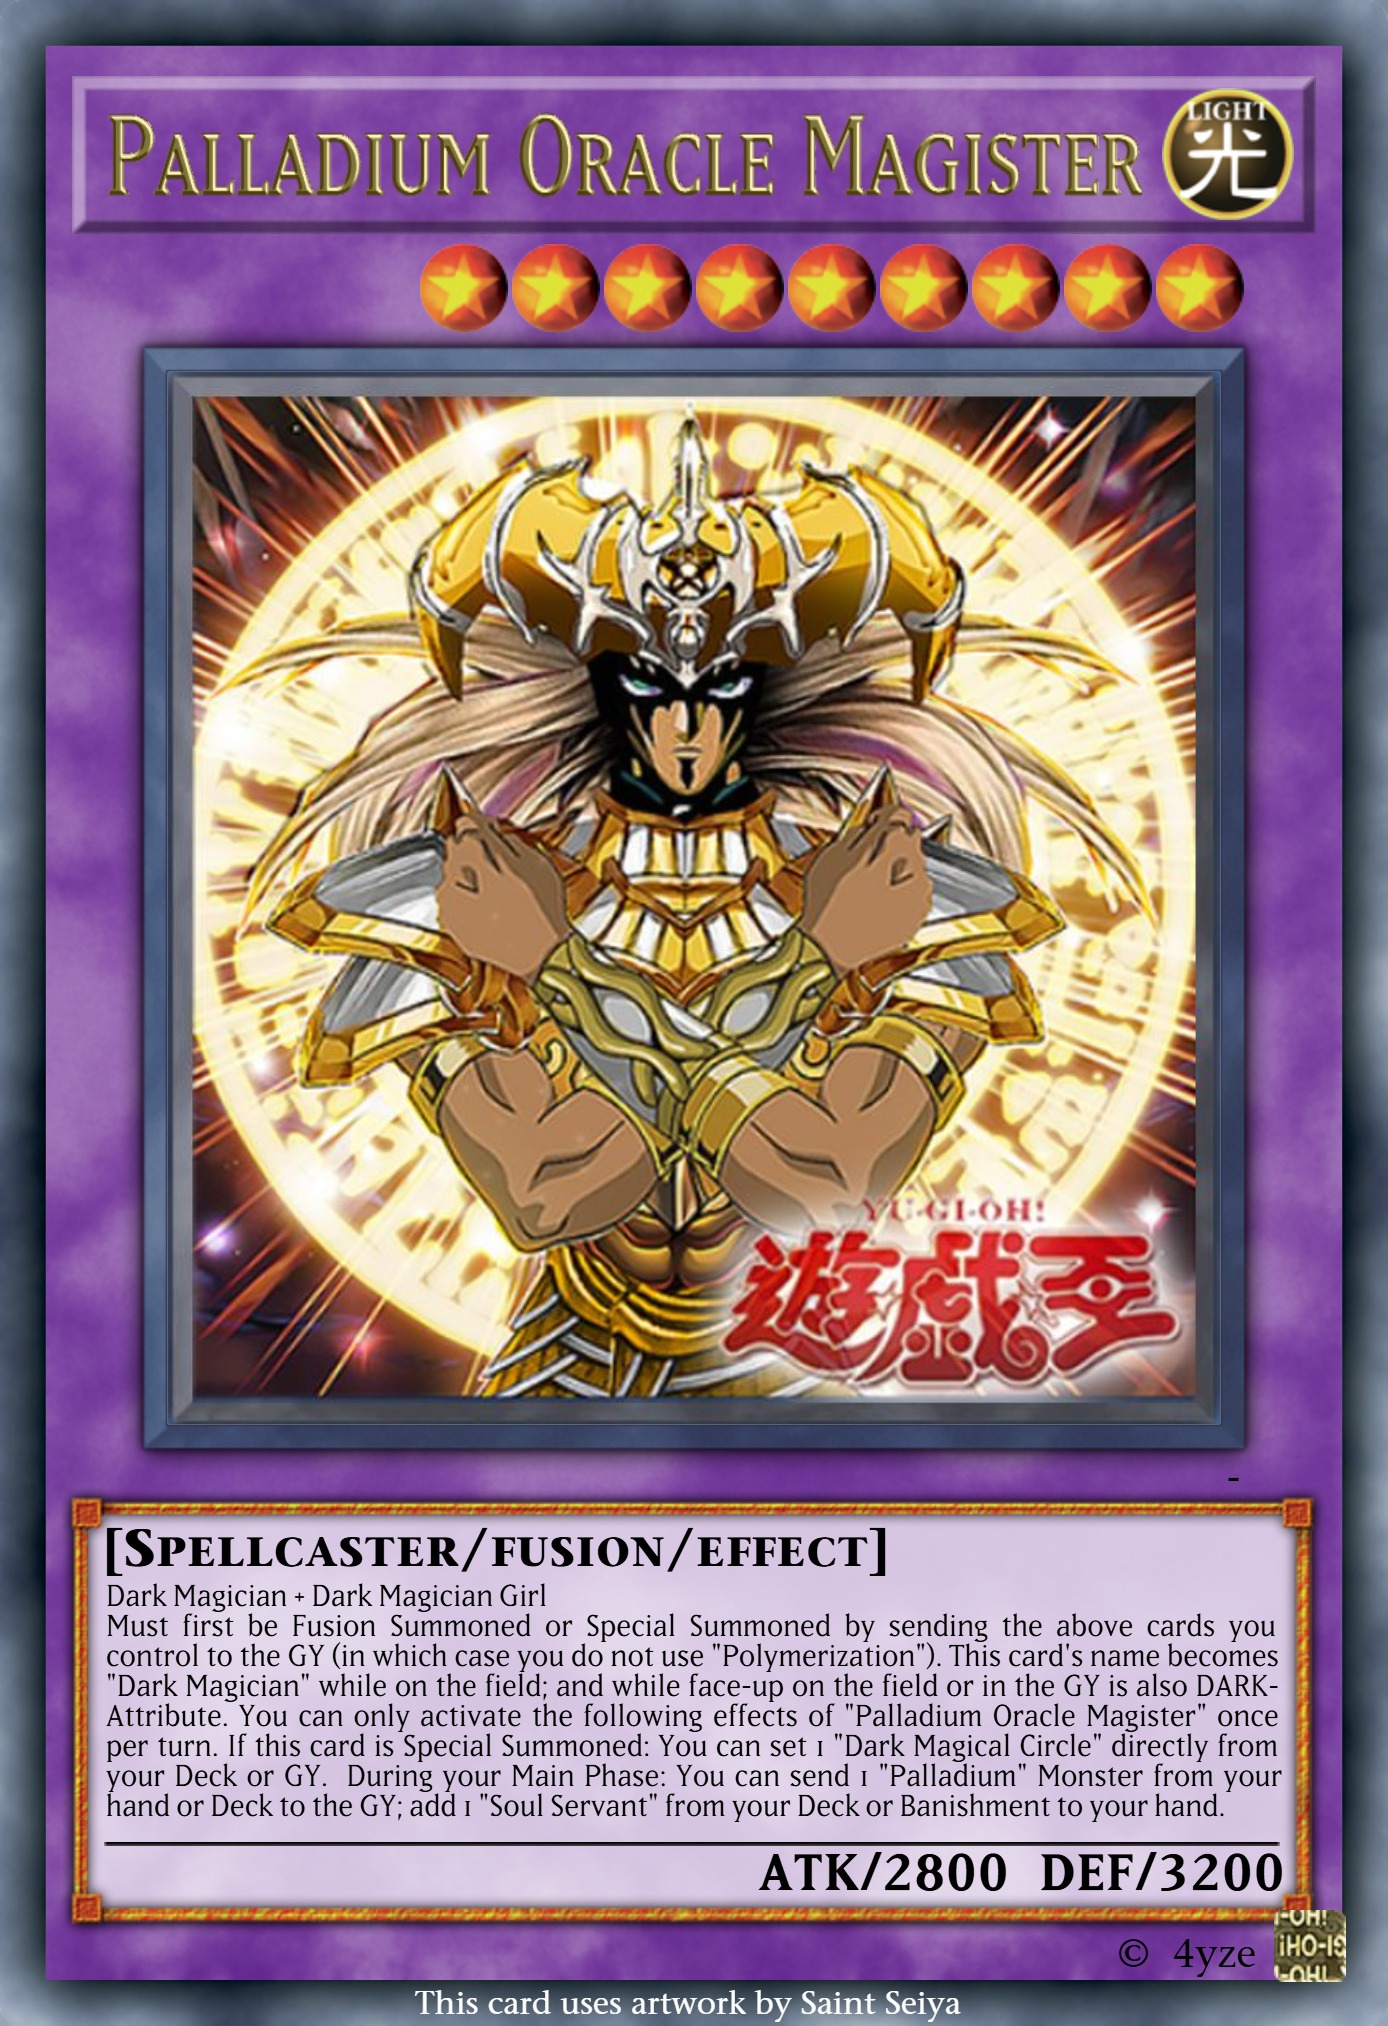 PALLADIUM ORACLE MAGISTER
LIGHT
光
YU-GI-OH!
遊戯王
-
[SPELLCASTER/FUSION/EFFECT]
Dark Magician + Dark Magician Girl
Must first be Fusion Summoned or Special Summoned by sending the above cards you
control to the GY (in which case you do not use "Polymerization"). This card's name becomes
"Dark Magician" while on the field; and while face-up on the field or in the GY is also DARK-
Attribute. You can only activate the following effects of "Palladium Oracle Magister" once
per turn. If this card is Special Summoned: You can set 1 "Dark Magical Circle" directly from
your Deck or GY. During your Main Phase: You can send 1 "Palladium" Monster from your
hand or Deck to the GY; add 1 "Soul Servant" from your Deck or Banishment to your hand.
ATK/2800 DEF/3200
-OH!
iHO-IS
-OH!
© 4yze
This card uses artwork by Saint Seiya